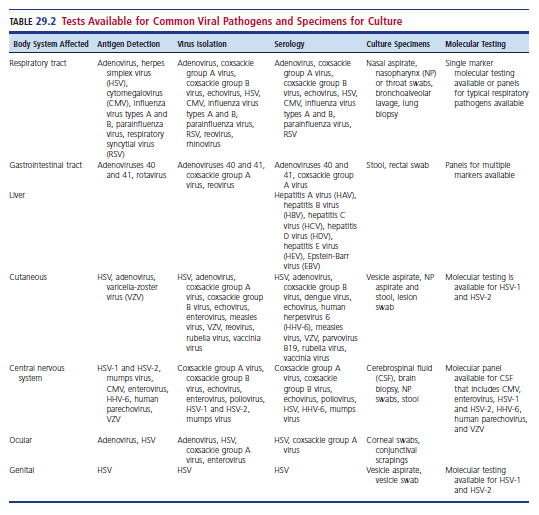 TABLE 29.2 Tests Available for Common Viral Pathogens and Specimens for Culture
Body System Affected Antigen Detection Virus Isolation Serology Culture Specimens Molecular Testing
Respiratory tract Adenovirus, herpes Adenovirus, coxsackie Adenovirus, coxsackie Nasal aspirate, Single marker
simplex virus group A virus, group A virus, nasopharynx (NP) molecular testing
(HSV), coxsackie group B coxsackie group B or throat swabs, available or panels
cytomegalovirus virus, echovirus, HSV, virus, echovirus, HSV, bronchoalveolar for typical respiratory
(CMV), influenza CMV, influenza virus CMV, influenza virus lavage, lung pathogens available
virus types A and types A and B, types A and B, biopsy
B, parainfluenza parainfluenza virus, parainfluenza virus,
virus, respiratory RSV, reovirus, RSV
syncytial virus rhinovirus
(RSV)
Gastrointestinal tract Adenoviruses 40 Adenoviruses 40 and 41, Adenoviruses 40 and Stool, rectal swab Panels for multiple
and 41, rotavirus coxsackie group A 41, coxsackie group markers available
virus, reovirus A virus
Liver Hepatitis A virus (HAV),
hepatitis B virus
(HBV), hepatitis C
virus (HCV), hepatitis
D virus (HDV),
hepatitis E virus
(HEV), Epstein-Barr
virus (EBV)
Cutaneous HSV, adenovirus, HSV, adenovirus, HSV, adenovirus, Vesicle aspirate, NP Molecular testing is
varicella-zoster coxsackie group A coxsackie group B aspirate and available for HSV-1
virus (VZV) virus, coxsackie group virus, dengue virus, stool, lesion and HSV-2
B virus, echovirus, echovirus, human swab
enterovirus, measles herpesvirus 6
virus, VZV, reovirus, (HHV-6), measles
rubella virus, vaccinia virus, VZV, parvovirus
virus B19, rubella virus,
vaccinia virus
Central nervous HSV-1 and HSV-2, Coxsackie group A virus, Coxsackie group A Cerebrospinal fluid Molecular panel
system mumps virus, coxsackie group B virus, coxsackie (CSF), brain available for CSF
CMV, enterovirus, virus, echovirus, group B virus, biopsy, NP that includes CMV,
HHV-6, human enterovirus, poliovirus, echovirus, poliovirus, swabs, stool enterovirus, HSV-1
parechovirus, HSV-1 and HSV-2, HSV, HHV-6, mumps and HSV-2, HHV-6,
VZV mumps virus virus human parechovirus,
and VZV
Ocular Adenovirus, HSV Adenovirus, HSV, HSV, coxsackie group A Corneal swabs,
coxsackie group A virus conjunctival
virus, enterovirus scrapings
Genital HSV HSV HSV Vesicle aspirate, Molecular testing
vesicle swab available for HSV-1
and HSV-2